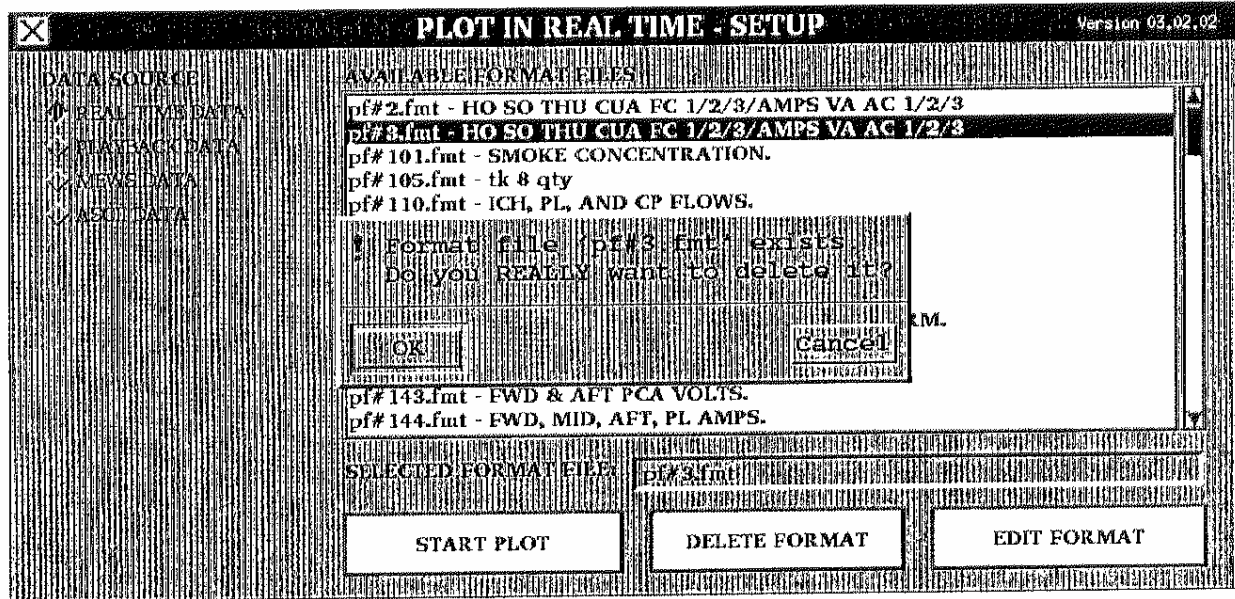 PLOT IN REAL TIME - SETUP
Version 03.02.02
DATA SOURCE
REAL-TIME DATA
PLAYBACK DATA
MEWS DATA
ASCII DATA
AVAILABLE FORMAT FILES
pf#2.fmt - HO SO THU CUA FC 1/2/3/AMPS VA AC 1/2/3
pf#3.fmt - HO SO THU CUA FC 1/2/3/AMPS VA AC 1/2/3
pf#101.fmt - SMOKE CONCENTRATION.
pf#105.fmt - tk 8 qty
pf#110.fmt - ICH, PL, AND CP FLOWS.
! Format file 'pf#3.fmt' exists.
Do you REALLY want to delete it?
RM.
OK
Cancel
pf#143.fmt - FWD & AFT PCA VOLTS.
pf#144.fmt - FWD, MID, AFT, PL AMPS.
SELECTED FORMAT FILE:
pf#3.fmt
START PLOT
DELETE FORMAT
EDIT FORMAT